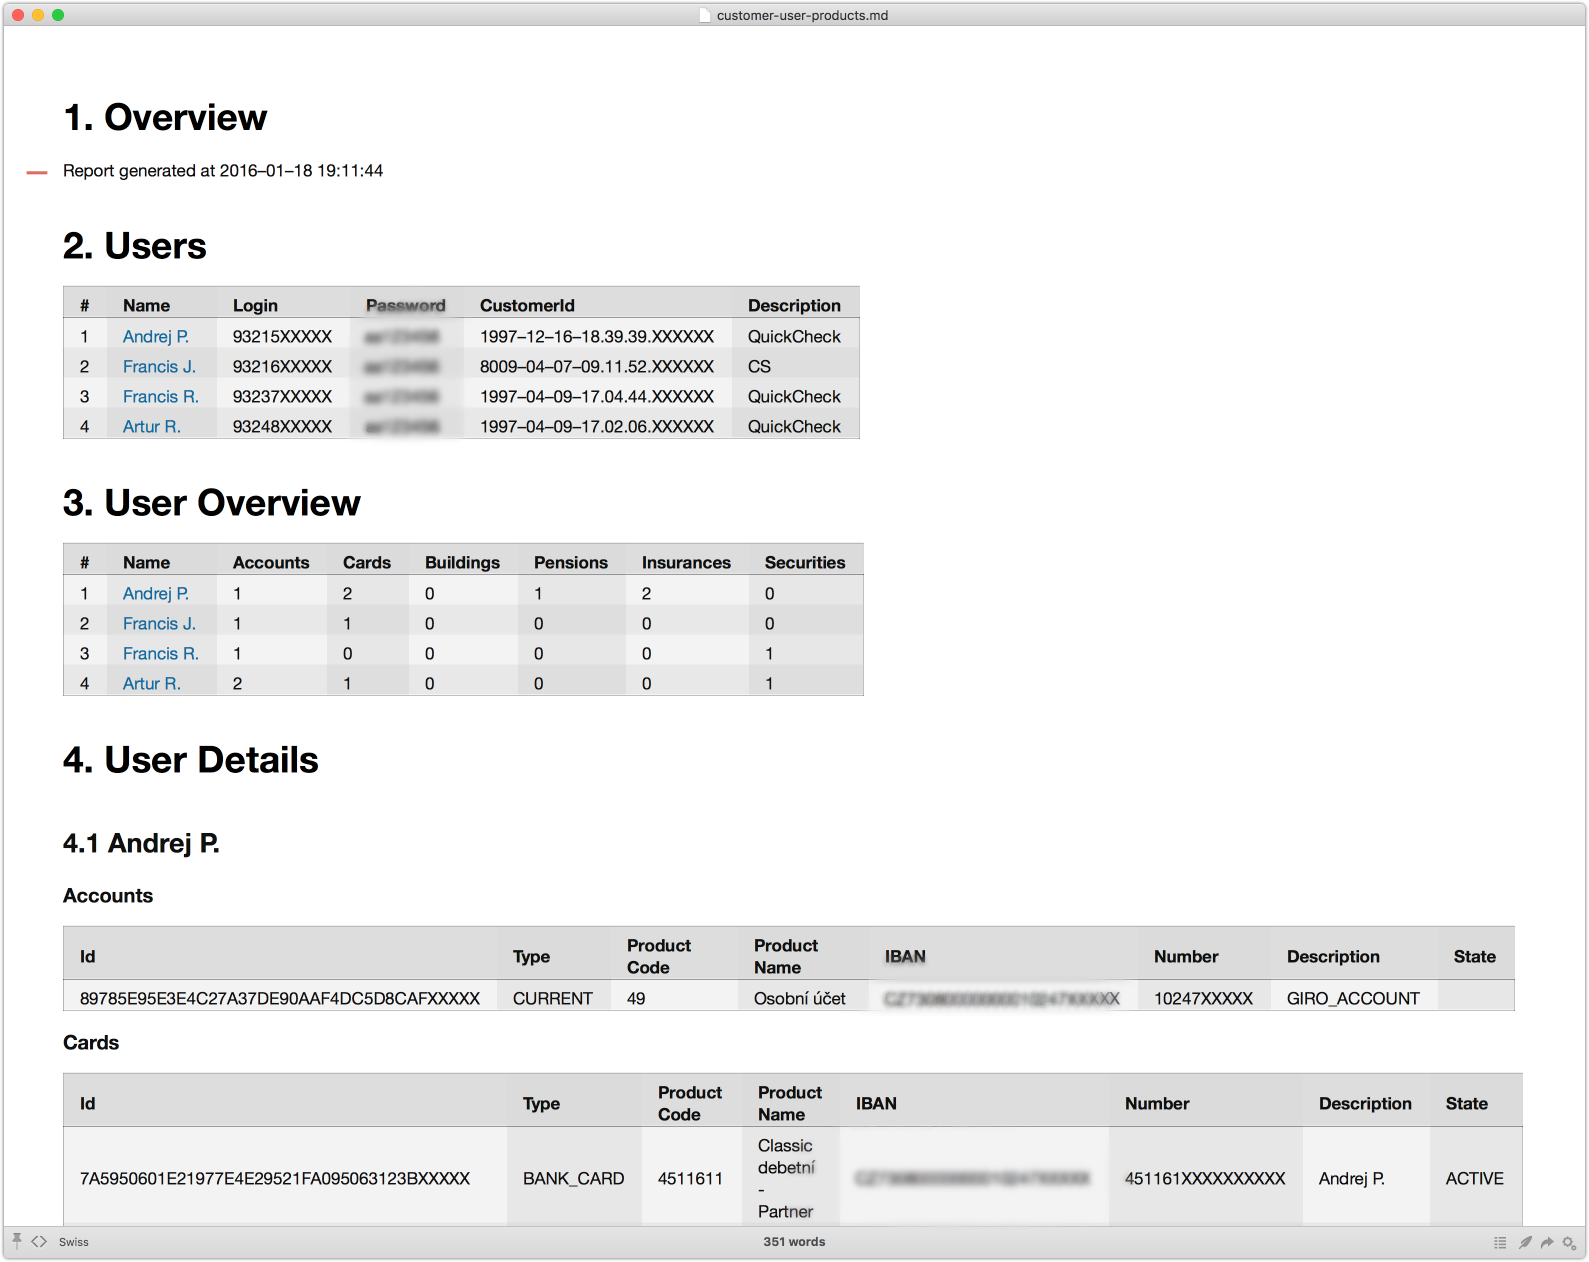 customer-user-products.md
1. Overview
Report generated at 2016–01–18 19:11:44
2. Users
# Name Login Password CustomerId Description
1 Andrej P. 93215XXXXX 1997–12–16–18.39.39.XXXXXX QuickCheck
2 Francis J. 93216XXXXX 8009–04–07–09.11.52.XXXXXX CS
3 Francis R. 93237XXXXX 1997–04–09–17.04.44.XXXXXX QuickCheck
4 Artur R. 93248XXXXX 1997–04–09–17.02.06.XXXXXX QuickCheck
3. User Overview
# Name Accounts Cards Buildings Pensions Insurances Securities
1 Andrej P. 1 2 0 1 2 0
2 Francis J. 1 1 0 0 0 0
3 Francis R. 1 0 0 0 0 1
4 Artur R. 2 1 0 0 0 1
4. User Details
4.1 Andrej P.
Accounts
Id Type Product Code Product Name IBAN Number Description State
89785E95E3E4C27A37DE90AAF4DC5D8CAFXXXXX CURRENT 49 Osobní účet 10247XXXXX GIRO_ACCOUNT
Cards
Id Type Product Code Product Name IBAN Number Description State
7A5950601E21977E4E29521FA095063123BXXXXX BANK_CARD 4511611 Classic debetní - Partner 451161XXXXXXXXXX Andrej P. ACTIVE
Swiss 351 words